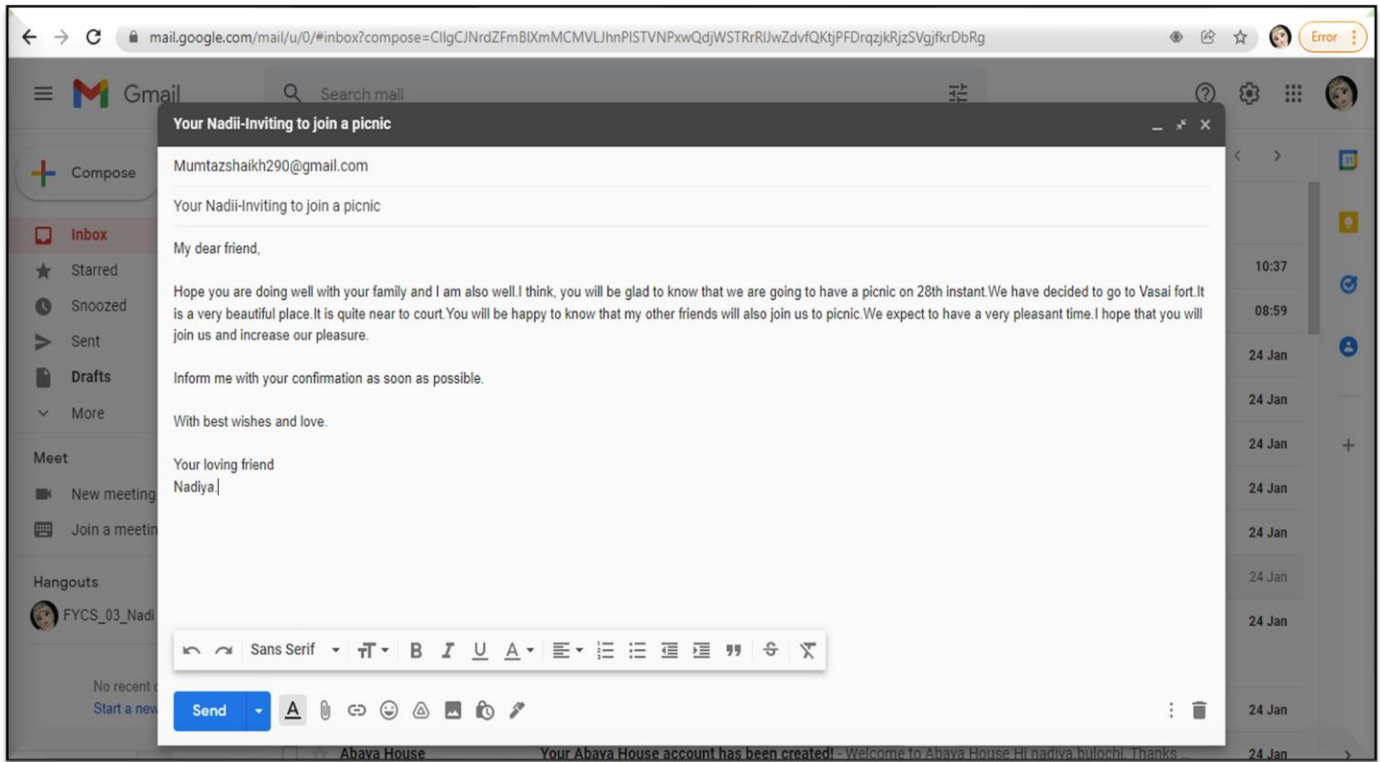 mail.google.com/mail/u/0/#inbox?compose=CllgCJNrdZFmBlXmMCMVLJhnPlSTVNPxwQdjWSTRrRlJwZdvfQKtjPFDrqzjkRjzSVgjfkrDbRg
Error
Gmail
Search mail
Your Nadii-Inviting to join a picnic
Mumtazshaikh290@gmail.com
Compose
Your Nadii-Inviting to join a picnic
Inbox
My dear friend,
Starred
10:37
Hope you are doing well with your family and I am also well.I think, you will be glad to know that we are going to have a picnic on 28th instant.We have decided to go to Vasai fort.It
Snoozed
08:59
is a very beautiful place.It is quite near to court.You will be happy to know that my other friends will also join us to picnic.We expect to have a very pleasant time.I hope that you will
join us and increase our pleasure.
Sent
24 Jan
Drafts
Inform me with your confirmation as soon as possible.
24 Jan
More
With best wishes and love.
24 Jan
Meet
Your loving friend
Nadiya.
New meeting
24 Jan
Join a meetin
24 Jan
Hangouts
24 Jan
FYCS_03_Nadi
24 Jan
Sans Serif
No recent
Start a new
Send
24 Jan
Abaya House Your Abaya House account has been created! - Welcome to Abaya House Hi nadiya.bulochi, Thanks...
24 Jan